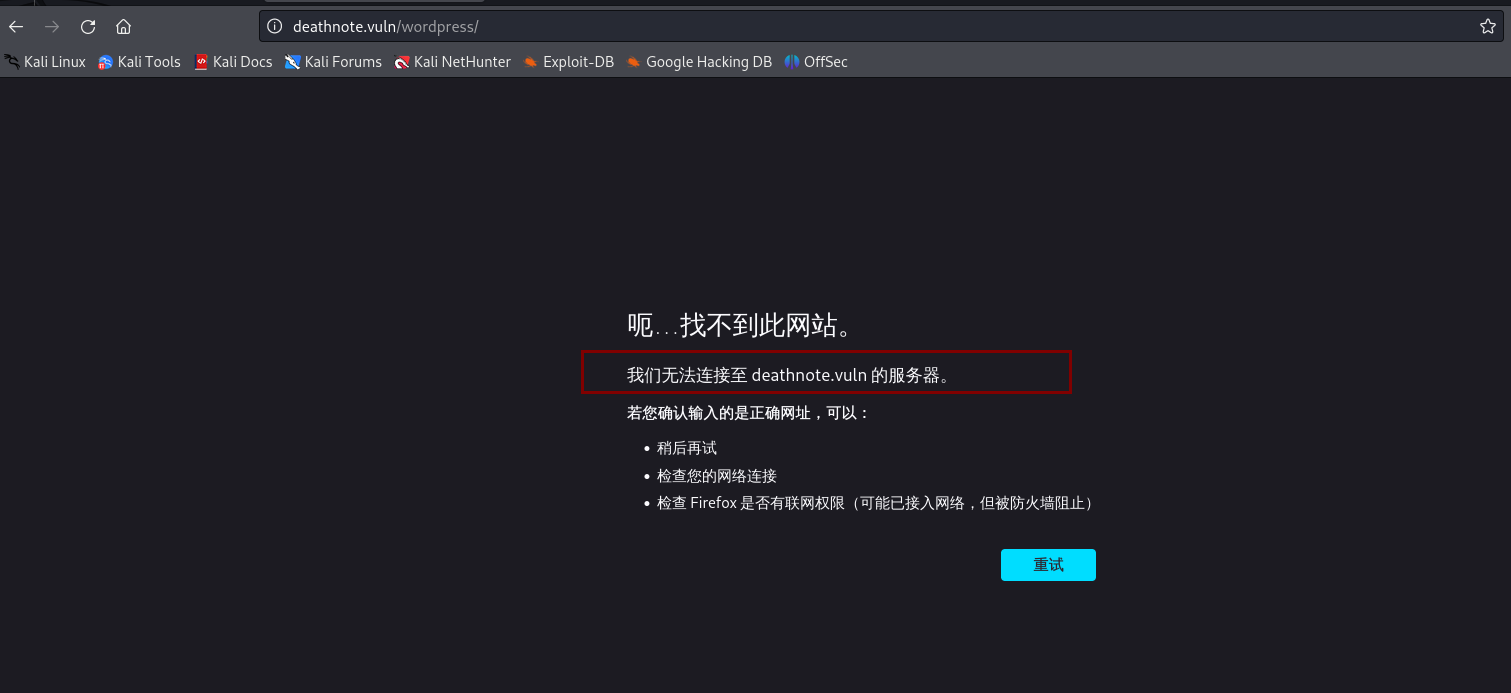 deathnote.vuln/wordpress/
Kali Linux Kali Tools Kali Docs Kali Forums Kali NetHunter Exploit-DB Google Hacking DB OffSec
呃…找不到此网站。
我们无法连接至 deathnote.vuln 的服务器。
若您确认输入的是正确网址，可以：
• 稍后再试
• 检查您的网络连接
• 检查 Firefox 是否有联网权限（可能已接入网络，但被防火墙阻止）
重试